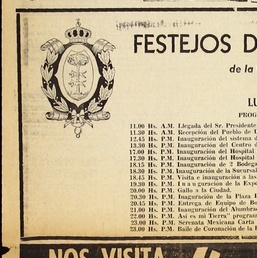 FESTEJOS D
de la
LU
PROG
11.00 Hs. A.M. Llegada del Sr. Presidente
11.30 Hs. A.M. Recepción del Pueblo de L
12.45 Hs. P.M. Inauguración del sistema d
13.30 Hs. P.M. Inauguración del Centro d
17.00 Hs. P.M. Inauguración del Hospital
17.30 Hs. P.M. Inauguración del Hospital
18.15 Hs. P.M. Inauguración de 2 Bodega
18.30 Hs. P.M. Inauguración de la Sucursal
18.45 Hs. P.M. Visita e inauguración a las
19.30 Hs. P.M. Inauguración de la Expo
20.00 Hs. P.M. Gallo a la Ciudad.
20.30 Hs. P.M. Inaguración de la Plaza I
20.45 Hs. P.M. Entrega de Equipo de Bo
21.00 Hs. P.M. Inauguración del Alumbra
22.00 Hs. P.M. Así es mi Tierra" program
23.00 Hs. P.M. Serenata Mexicana Carta
23.00 Hs. P.M. Baile de Coronación de la
NOS VISITA